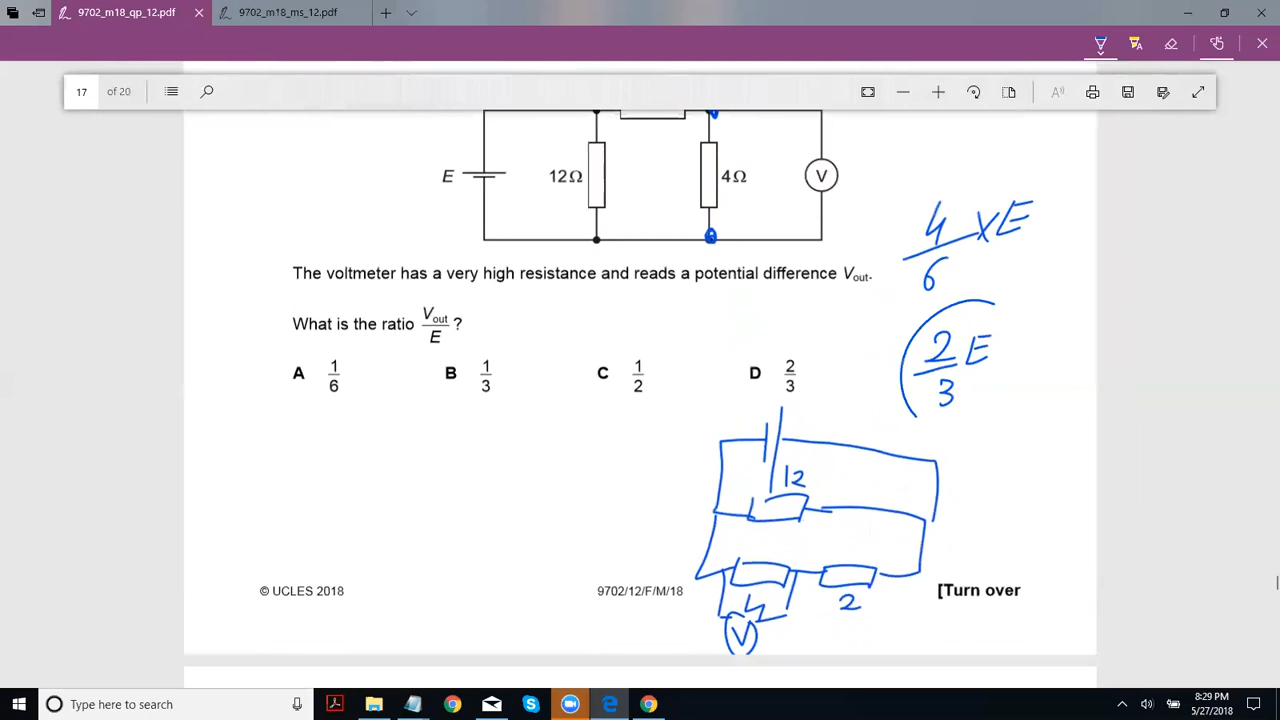 9702_m18_qp_12.pdf 9702_m18_ms_12.pdf
17 of 20
E 12Ω 4Ω V
The voltmeter has a very high resistance and reads a potential difference Vout.
What is the ratio Vout/E ?
A 1/6 B 1/3 C 1/2 D 2/3
4/6 x E
2/3 E
12
4 2
V
© UCLES 2018 9702/12/F/M/18 [Turn over
Type here to search
8:29 PM
5/27/2018